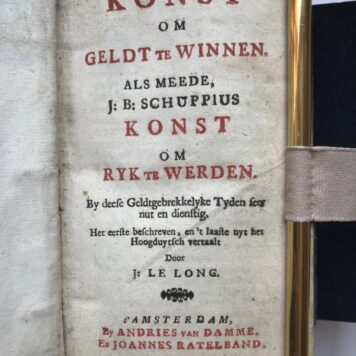 KONST
OM
GELDT TE WINNEN.
ALS MEEDE,
J: B: SCHUPPIUS
KONST
OM
RYK TE WERDEN.
By deese Geldtgebrekkelyke Tyden seer
nut en dienstig,
Het eerste beschreven, en 't laaste uyt het
Hoogduytsch vertaalt
Door
J: LE LONG.
t'AMSTERDAM,
By ANDRIES VAN DAMME,
En JOANNES RATELBAND,